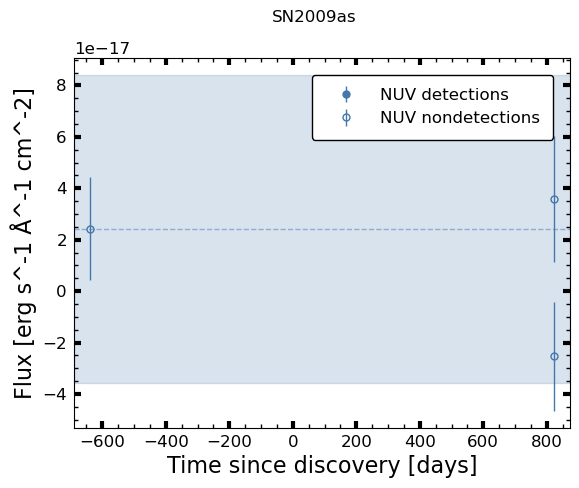 SN2009as
1e−17
NUV detections
NUV nondetections
8
6
4
2
0
−2
−4
Flux [erg s^-1 Å^-1 cm^-2]
−600 −400 −200 0 200 400 600 800
Time since discovery [days]